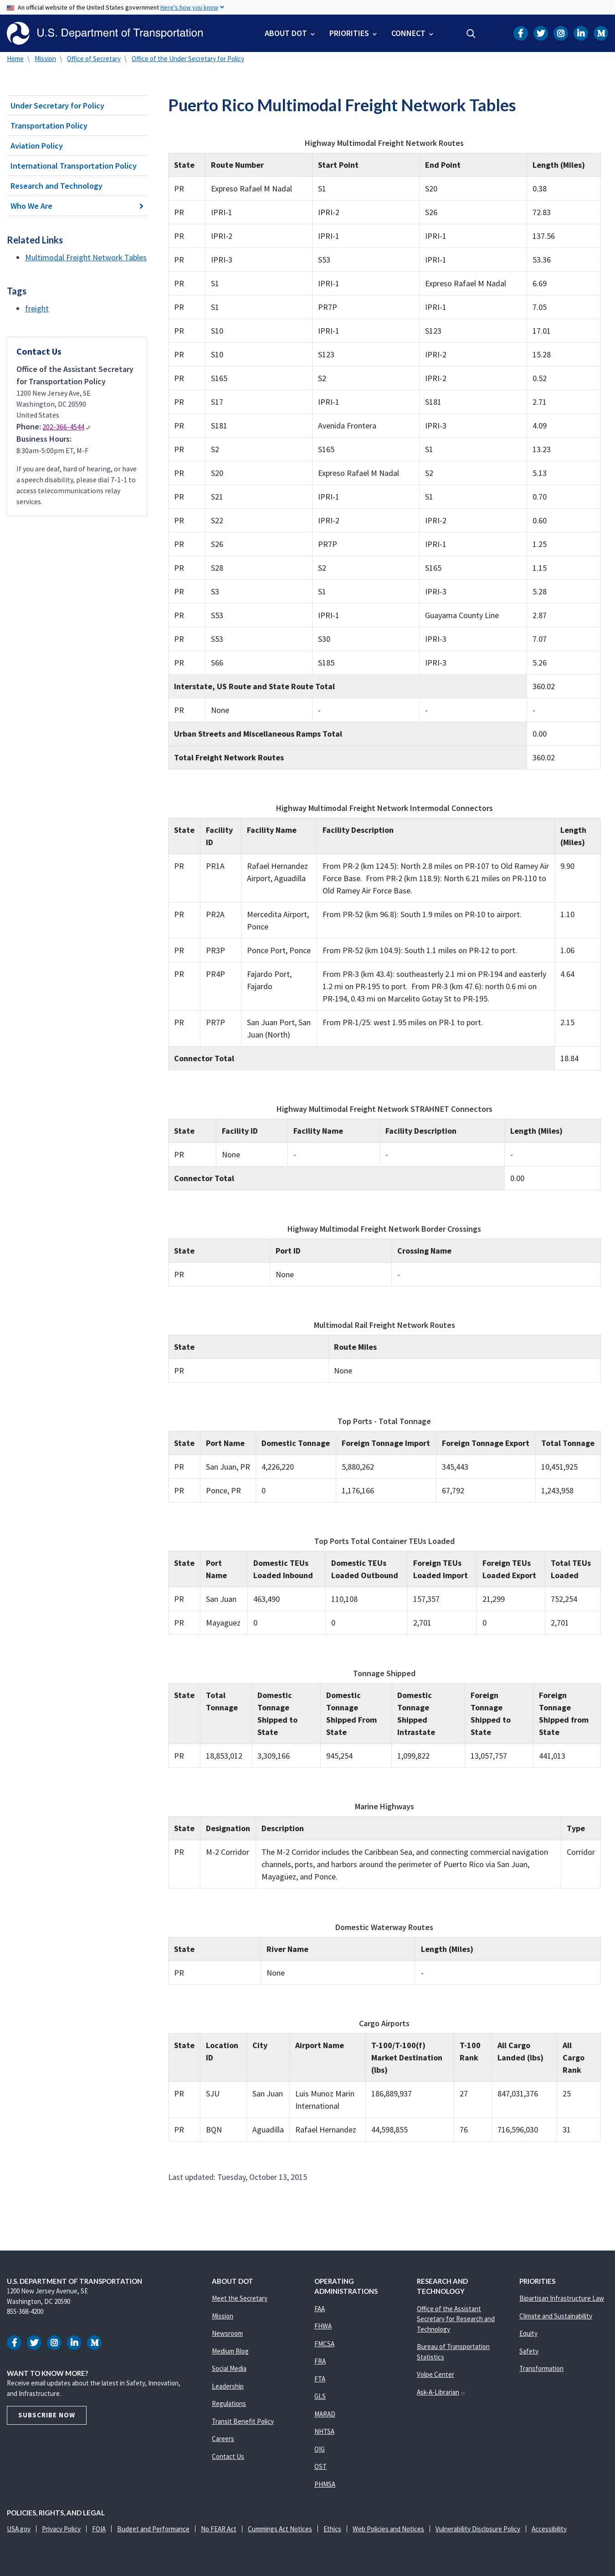 An official website of the United States government Here's how you know
U.S. Department of Transportation
ABOUT DOT PRIORITIES CONNECT
Home \ Mission \ Office of Secretary \ Office of the Under Secretary for Policy
Under Secretary for Policy
Transportation Policy
Aviation Policy
International Transportation Policy
Research and Technology
Who We Are
Related Links
Multimodal Freight Network Tables
Tags
freight
Contact Us
Office of the Assistant Secretary
for Transportation Policy
1200 New Jersey Ave, SE
Washington, DC 20590
United States
Phone: 202-366-4544
Business Hours:
8:30am-5:00pm ET, M-F
If you are deaf, hard of hearing, or have
a speech disability, please dial 7-1-1 to
access telecommunications relay
services.
Puerto Rico Multimodal Freight Network Tables
Highway Multimodal Freight Network Routes
State Route Number Start Point End Point Length (Miles)
PR Expreso Rafael M Nadal S1 S20 0.38
PR IPRI-1 IPRI-2 S26 72.83
PR IPRI-2 IPRI-1 IPRI-1 137.56
PR IPRI-3 S53 IPRI-1 53.36
PR S1 IPRI-1 Expreso Rafael M Nadal 6.69
PR S1 PR7P IPRI-1 7.05
PR S10 IPRI-1 S123 17.01
PR S10 S123 IPRI-2 15.28
PR S165 S2 IPRI-2 0.52
PR S17 IPRI-1 S181 2.71
PR S181 Avenida Frontera IPRI-3 4.09
PR S2 S165 S1 13.23
PR S20 Expreso Rafael M Nadal S2 5.13
PR S21 IPRI-1 S1 0.70
PR S22 IPRI-2 IPRI-2 0.60
PR S26 PR7P IPRI-1 1.25
PR S28 S2 S165 1.15
PR S3 S1 IPRI-3 5.28
PR S53 IPRI-1 Guayama County Line 2.87
PR S53 S30 IPRI-3 7.07
PR S66 S185 IPRI-3 5.26
Interstate, US Route and State Route Total 360.02
PR None - - -
Urban Streets and Miscellaneous Ramps Total 0.00
Total Freight Network Routes 360.02
Highway Multimodal Freight Network Intermodal Connectors
State Facility ID Facility Name Facility Description Length (Miles)
PR PR1A Rafael Hernandez Airport, Aguadilla From PR-2 (km 124.5): North 2.8 miles on PR-107 to Old Ramey Air Force Base. From PR-2 (km 118.9): North 6.21 miles on PR-110 to Old Ramey Air Force Base. 9.90
PR PR2A Mercedita Airport, Ponce From PR-52 (km 96.8): South 1.9 miles on PR-10 to airport. 1.10
PR PR3P Ponce Port, Ponce From PR-52 (km 104.9): South 1.1 miles on PR-12 to port. 1.06
PR PR4P Fajardo Port, Fajardo From PR-3 (km 43.4): southeasterly 2.1 mi on PR-194 and easterly 1.2 mi on PR-195 to port. From PR-3 (km 47.6): north 0.6 mi on PR-194, 0.43 mi on Marcelito Gotay St to PR-195. 4.64
PR PR7P San Juan Port, San Juan (North) From PR-1/25: west 1.95 miles on PR-1 to port. 2.15
Connector Total 18.84
Highway Multimodal Freight Network STRAHNET Connectors
State Facility ID Facility Name Facility Description Length (Miles)
PR None - - -
Connector Total 0.00
Highway Multimodal Freight Network Border Crossings
State Port ID Crossing Name
PR None -
Multimodal Rail Freight Network Routes
State Route Miles
PR None
Top Ports - Total Tonnage
State Port Name Domestic Tonnage Foreign Tonnage Import Foreign Tonnage Export Total Tonnage
PR San Juan, PR 4,226,220 5,880,262 345,443 10,451,925
PR Ponce, PR 0 1,176,166 67,792 1,243,958
Top Ports Total Container TEUs Loaded
State Port Name Domestic TEUs Loaded Inbound Domestic TEUs Loaded Outbound Foreign TEUs Loaded Import Foreign TEUs Loaded Export Total TEUs Loaded
PR San Juan 463,490 110,108 157,357 21,299 752,254
PR Mayaguez 0 0 2,701 0 2,701
Tonnage Shipped
State Total Tonnage Domestic Tonnage Shipped to State Domestic Tonnage Shipped From State Domestic Tonnage Shipped Intrastate Foreign Tonnage Shipped to State Foreign Tonnage Shipped from State
PR 18,853,012 3,309,166 945,254 1,099,822 13,057,757 441,013
Marine Highways
State Designation Description Type
PR M-2 Corridor The M-2 Corridor includes the Caribbean Sea, and connecting commercial navigation channels, ports, and harbors around the perimeter of Puerto Rico via San Juan, Mayagüez, and Ponce. Corridor
Domestic Waterway Routes
State River Name Length (Miles)
PR None -
Cargo Airports
State Location ID City Airport Name T-100/T-100(f) Market Destination (lbs) T-100 Rank All Cargo Landed (lbs) All Cargo Rank
PR SJU San Juan Luis Munoz Marin International 186,889,937 27 847,031,376 25
PR BQN Aguadilla Rafael Hernandez 44,598,855 76 716,596,030 31
Last updated: Tuesday, October 13, 2015
U.S. DEPARTMENT OF TRANSPORTATION
1200 New Jersey Avenue, SE
Washington, DC 20590
855-368-4200
WANT TO KNOW MORE?
Receive email updates about the latest in Safety, Innovation,
and Infrastructure.
SUBSCRIBE NOW
ABOUT DOT
Meet the Secretary
Mission
Newsroom
Medium Blog
Social Media
Leadership
Regulations
Transit Benefit Policy
Careers
Contact Us
OPERATING
ADMINISTRATIONS
FAA
FHWA
FMCSA
FRA
FTA
GLS
MARAD
NHTSA
OIG
OST
PHMSA
RESEARCH AND
TECHNOLOGY
Office of the Assistant
Secretary for Research and
Technology
Bureau of Transportation
Statistics
Volpe Center
Ask-A-Librarian
PRIORITIES
Bipartisan Infrastructure Law
Climate and Sustainability
Equity
Safety
Transformation
POLICIES, RIGHTS, AND LEGAL
USA.gov | Privacy Policy | FOIA | Budget and Performance | No FEAR Act | Cummings Act Notices | Ethics | Web Policies and Notices | Vulnerability Disclosure Policy | Accessibility